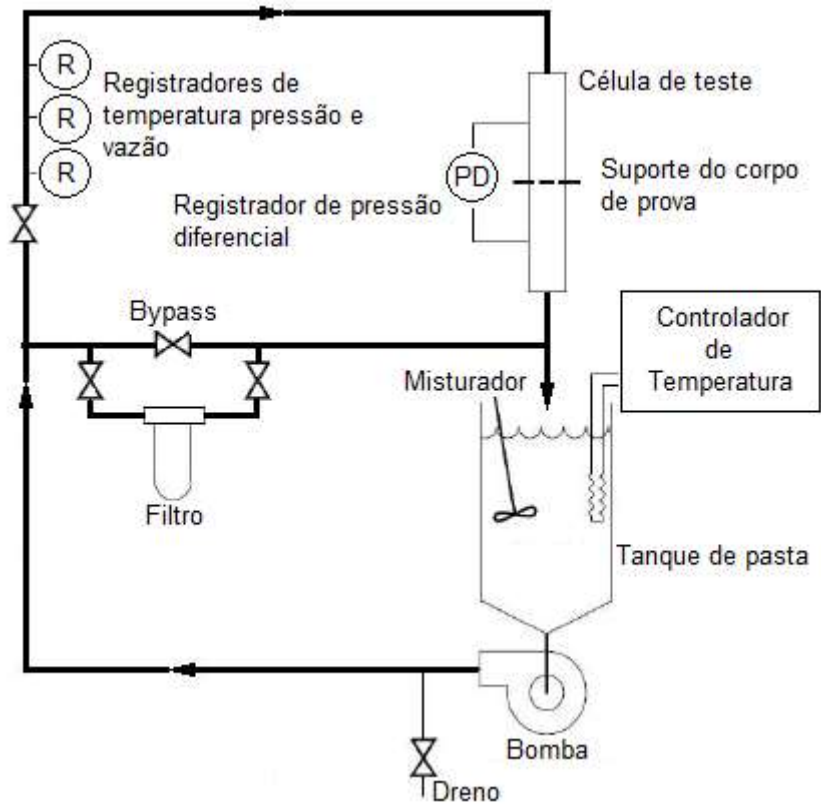 R
R
R
Registradores de
temperatura pressão e
vazão
Célula de teste
PD
Suporte do corpo
de prova
Registrador de pressão
diferencial
Bypass
Controlador
de
Temperatura
Misturador
Filtro
Tanque de pasta
Bomba
Dreno